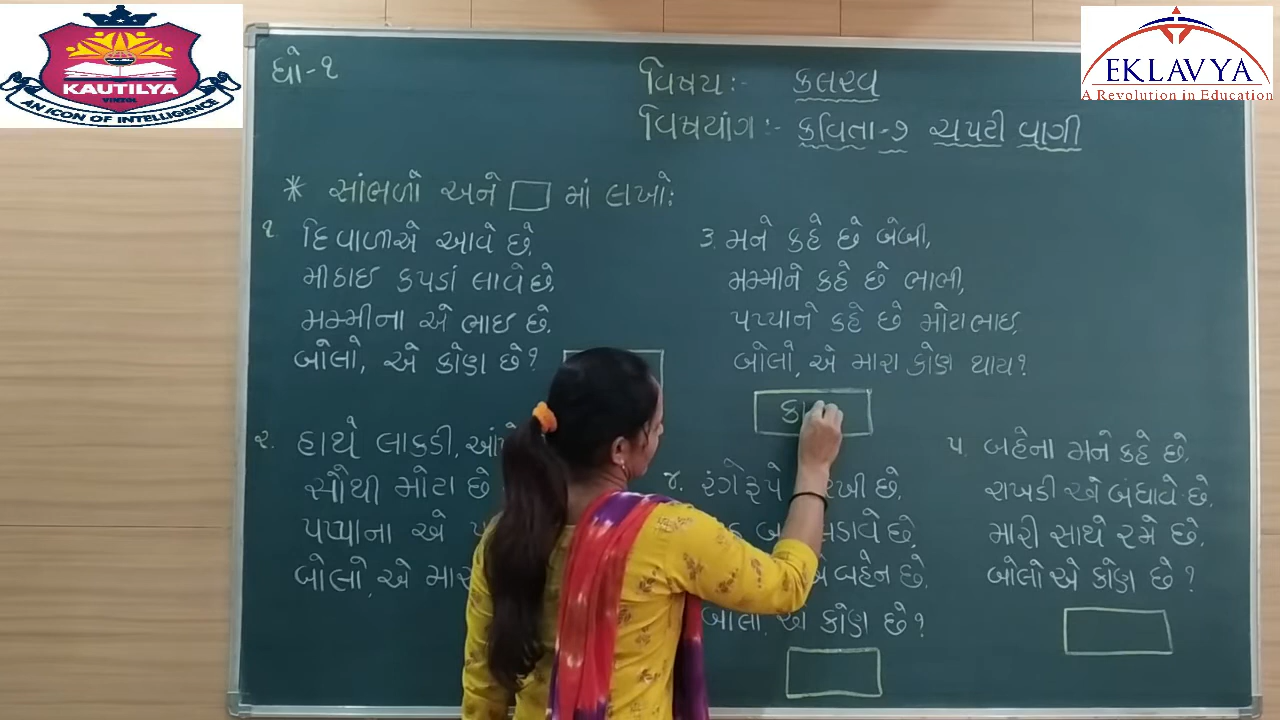 KAUTILYA
VINZOL
AN ICON OF INTELLIGENCE
EKLAVYA
A Revolution in Education
ધો-૧
વિષય:- કલરવ
વિષયાંગ:- કવિતા-૭ ચપટી વાગી
* સાંભળો અને માં લખો:
૧. દિવાળીએ આવે છે,
મીઠાઇ કપડાં લાવે છે.
મમ્મીના એ ભાઇ છે.
બોલો, એ કોણ છે?
૨. હાથે લાકડી,
સૌથી મોટા છે
પપ્પાના એ
બોલો, એ
૩. મને કહે છે બેબી,
મમ્મીને કહે છે ભાભી,
પપ્પાને કહે છે મોટાભાઇ,
બોલો, એ મારા કોણ થાય?
કા
૪. રંગે રૂપે છે.
છે,
બહેન છે.
બોલો, એ કોણ છે?
૫. બહેના મને કહે છે.
રાખડી એ બંધાવે છે.
મારી સાથે રમે છે.
બોલો એ કોણ છે?